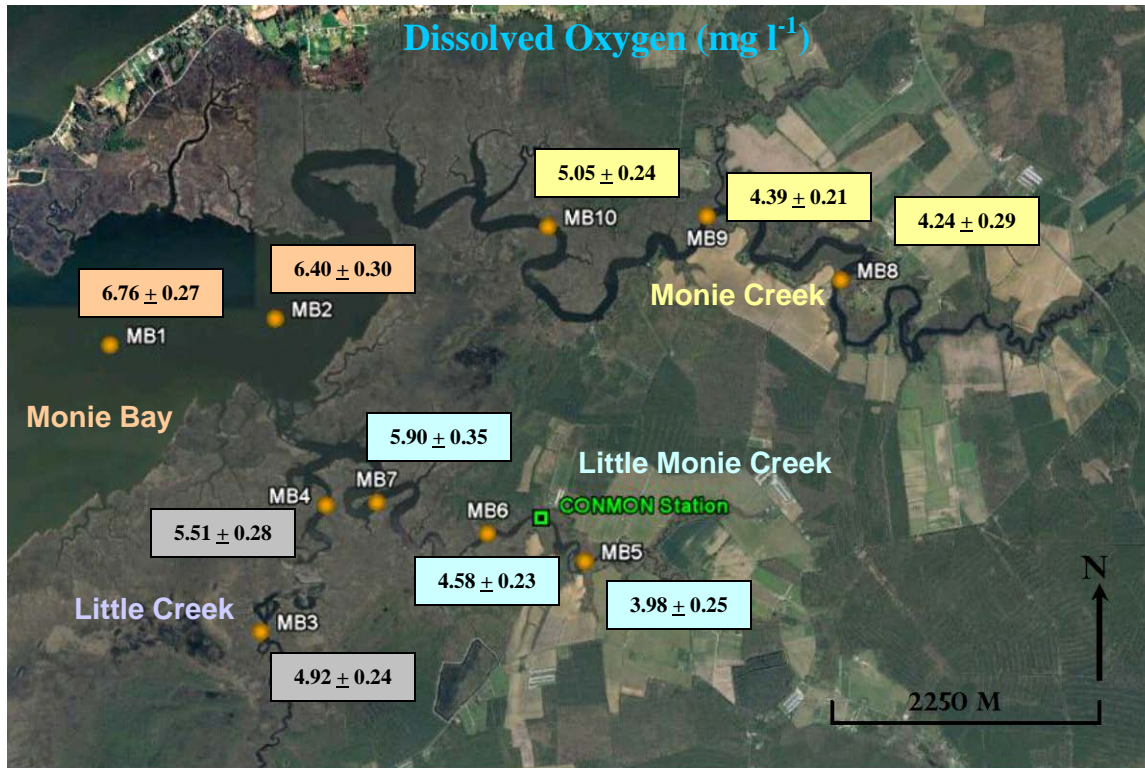 Dissolved Oxygen (mg l⁻¹)
5.05 ± 0.24
4.39 ± 0.21
4.24 ± 0.29
MB10
MB9
MB8
6.40 ± 0.30
6.76 ± 0.27
Monie Creek
MB2
MB1
Monie Bay
5.90 ± 0.35
Little Monie Creek
MB7
MB4
CONMON Station
MB6
5.51 ± 0.28
MB5
4.58 ± 0.23
3.98 ± 0.25
N
Little Creek
MB3
4.92 ± 0.24
2250 M